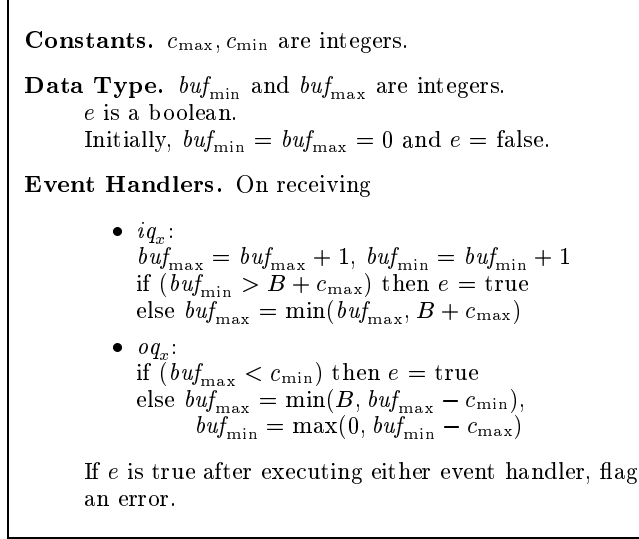 Constants. c_max, c_min are integers.
Data Type. buf_min and buf_max are integers.
e is a boolean.
Initially, buf_min = buf_max = 0 and e = false.
Event Handlers. On receiving
• iq_x:
buf_max = buf_max + 1, buf_min = buf_min + 1
if (buf_min > B + c_max) then e = true
else buf_max = min(buf_max, B + c_max)
• oq_x:
if (buf_max < c_min) then e = true
else buf_max = min(B, buf_max − c_min),
buf_min = max(0, buf_min − c_max)
If e is true after executing either event handler, flag
an error.